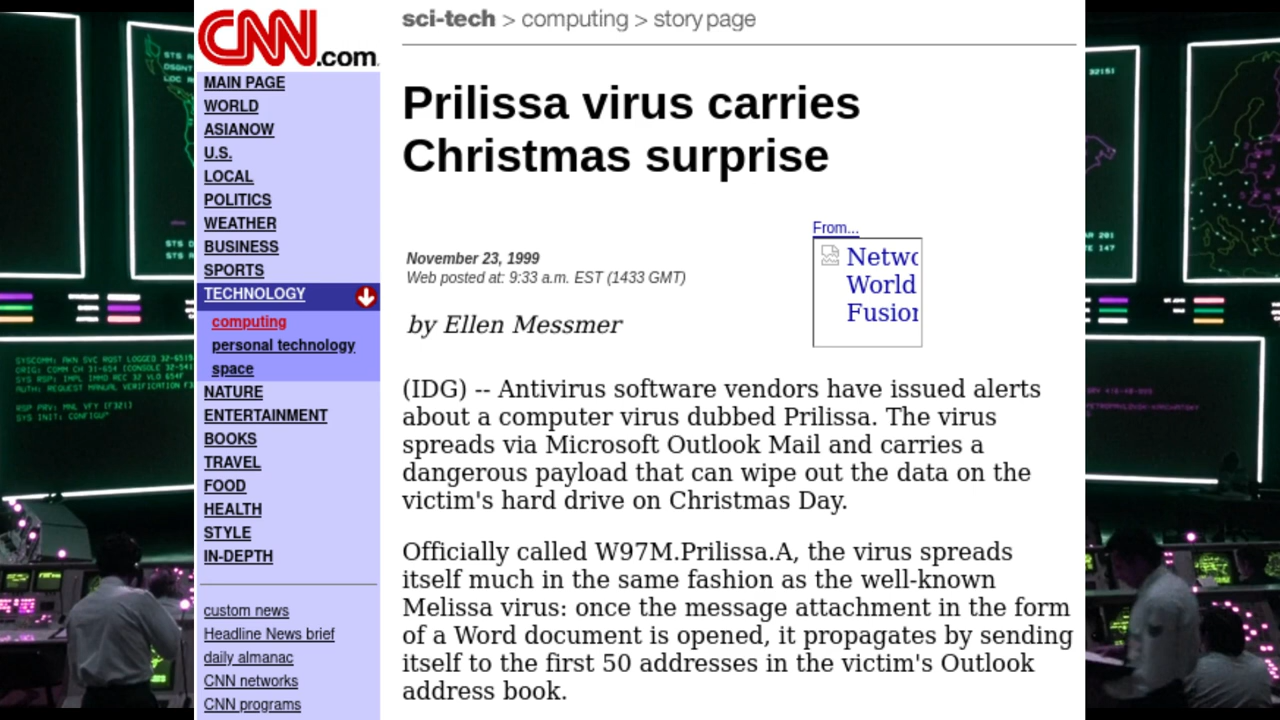 CNN.com
MAIN PAGE
WORLD
ASIANOW
U.S.
LOCAL
POLITICS
WEATHER
BUSINESS
SPORTS
TECHNOLOGY
computing
personal technology
space
NATURE
ENTERTAINMENT
BOOKS
TRAVEL
FOOD
HEALTH
STYLE
IN-DEPTH
custom news
Headline News brief
daily almanac
CNN networks
CNN programs
sci-tech > computing > story page
Prilissa virus carries
Christmas surprise
November 23, 1999
Web posted at: 9:33 a.m. EST (1433 GMT)
From...
Netwo
World
Fusion
by Ellen Messmer
(IDG) -- Antivirus software vendors have issued alerts
about a computer virus dubbed Prilissa. The virus
spreads via Microsoft Outlook Mail and carries a
dangerous payload that can wipe out the data on the
victim's hard drive on Christmas Day.
Officially called W97M.Prilissa.A, the virus spreads
itself much in the same fashion as the well-known
Melissa virus: once the message attachment in the form
of a Word document is opened, it propagates by sending
itself to the first 50 addresses in the victim's Outlook
address book.